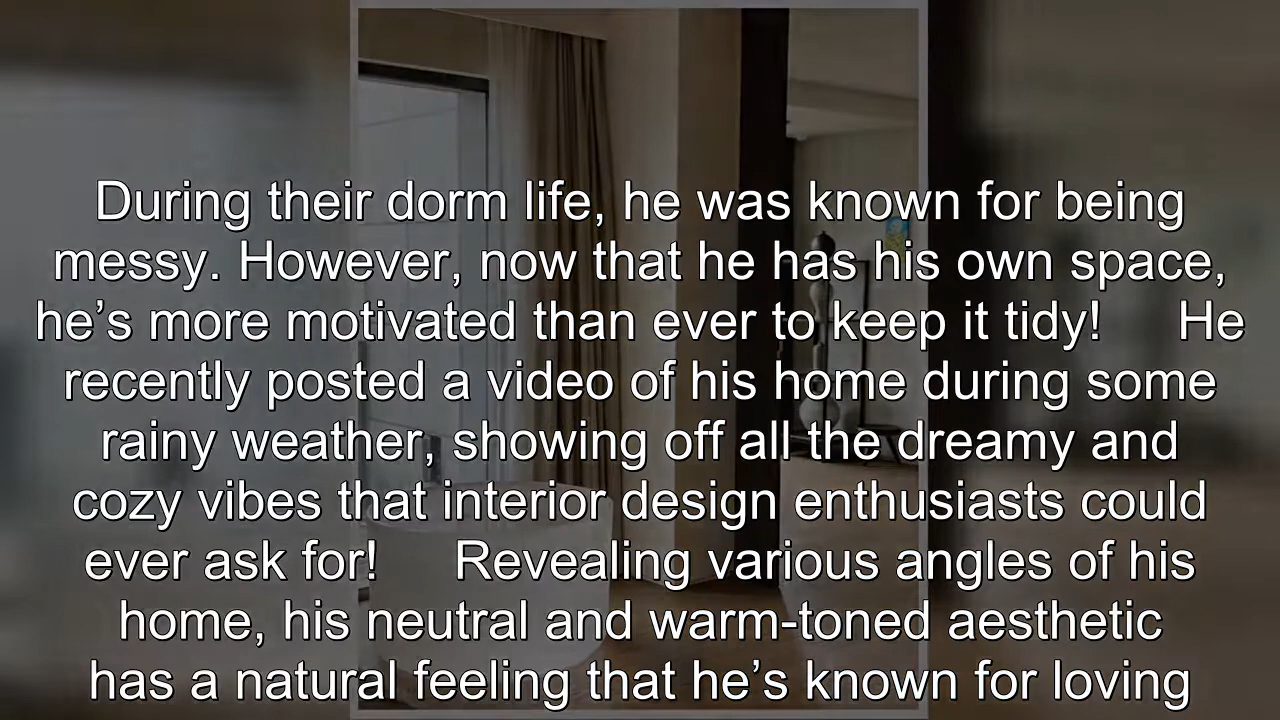 During their dorm life, he was known for being
messy. However, now that he has his own space,
he’s more motivated than ever to keep it tidy!     He
recently posted a video of his home during some
rainy weather, showing off all the dreamy and
cozy vibes that interior design enthusiasts could
ever ask for!     Revealing various angles of his
home, his neutral and warm-toned aesthetic
has a natural feeling that he’s known for loving